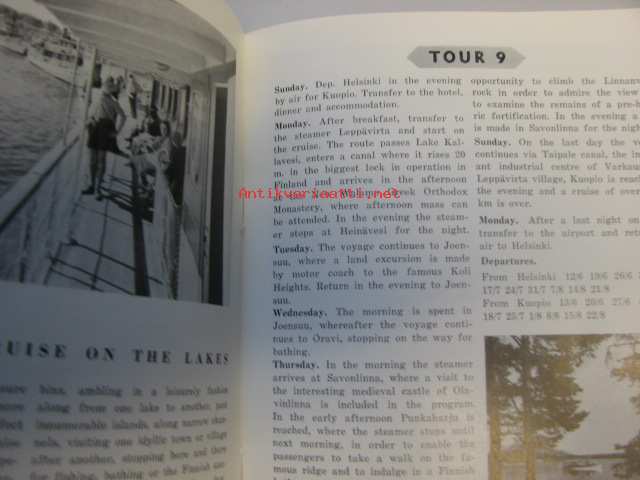 CRUISE ON THE LAKES
ambling in a leisurely
along from one lake to another, past
innumerable islands, along narrow
visiting one idyllic town or village
after another, stopping here and there
for fishing, bathing or the Finnish
TOUR 9
Sunday. Dep. Helsinki in the evening
by air for Kuopio. Transfer to the hotel,
dinner and accommodation.
Monday. After breakfast, transfer to
the steamer Leppävirta and start on
the cruise. The route passes Lake Kal-
lavesi, enters a canal where it rises 20
m. in the biggest lock in operation in
Finland and arrives in the afternoon
at the New Valamo Greek Orthodox
Monastery, where afternoon mass can
be attended. In the evening the steam-
er stops at Heinävesi for the night.
Tuesday. The voyage continues to Joen-
suu, where a land excursion is made
by motor coach to the famous Koli
Heights. Return in the evening to Joen-
suu.
Wednesday. The morning is spent in
Joensuu, whereafter the voyage conti-
nues to Oravi, stopping on the way for
bathing.
Thursday. In the morning the steamer
arrives at Savonlinna, where a visit to
the interesting medieval castle of Ola-
vinlinna is included in the program.
In the early afternoon Punkaharju is
reached, where the steamer stops until
next morning, in order to enable the
passengers to take a walk on the fa-
mous ridge and to indulge in a Finnish
opportunity to climb the Linnanv
rock in order to admire the view
to examine the remains of a pre-h
ric fortification. In the evening a
is made in Savonlinna for the nigh
Sunday. On the last day the v
continues via Taipale canal, the in
ant industrial centre of Varkau
Leppävirta village, Kuopio is reac
the evening and a cruise of over
km is over.
Monday. After a last night on
transfer to the airport and ret
air to Helsinki.
Departures.
From Helsinki 12/6 19/6 26/6
17/7 24/7 31/7 7/8 14/8 21/8
From Kuopio 13/6 20/6 27/6
18/7 25/7 1/8 8/8 15/8 22/8
Antikvariaatti.net